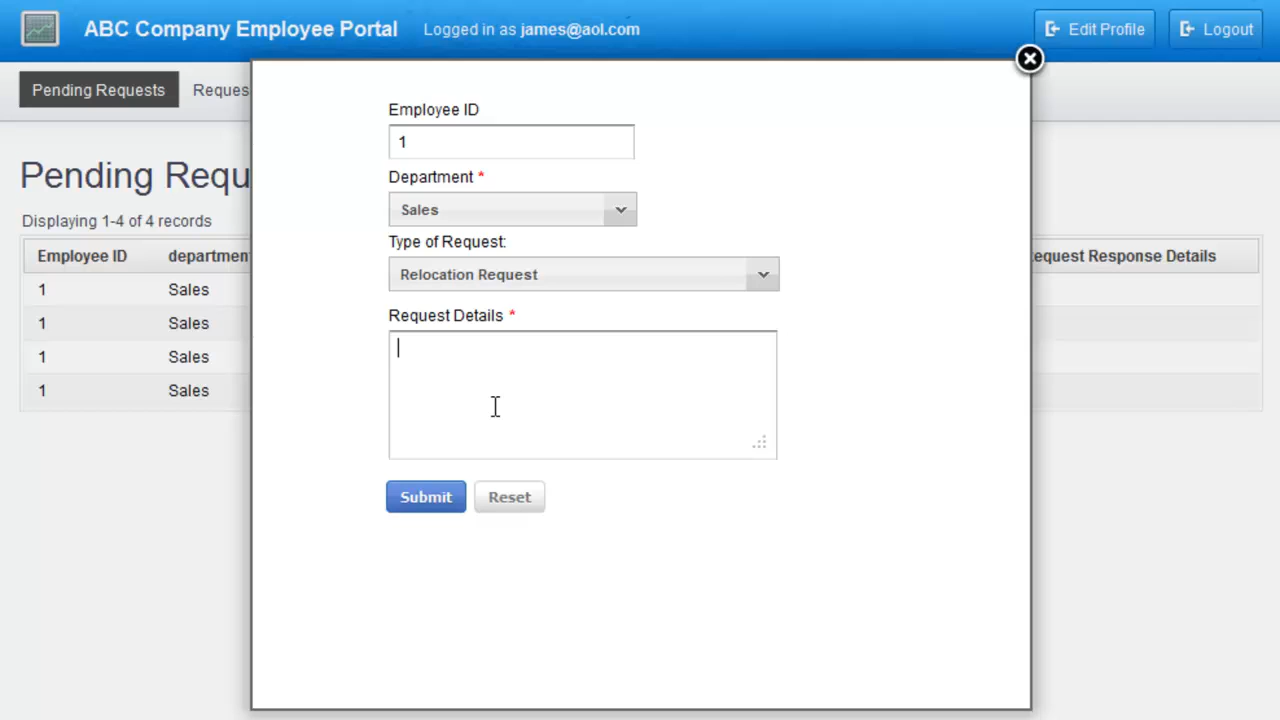 ABC Company Employee Portal Logged in as james@aol.com Edit Profile Logout
Pending Requests Reques
Pending Requ
Displaying 1-4 of 4 records
Employee ID departmen equest Response Details
1 Sales
1 Sales
1 Sales
1 Sales
Employee ID
1
Department *
Sales
Type of Request:
Relocation Request
Request Details *
Submit Reset